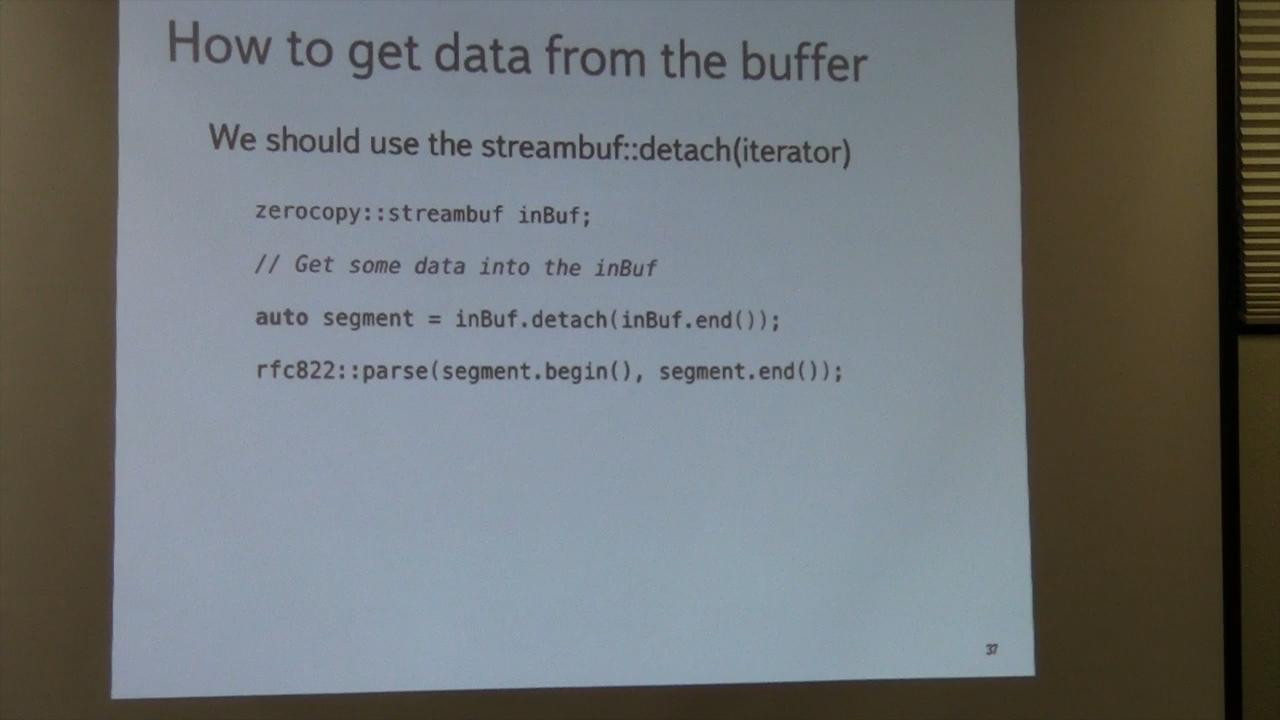 How to get data from the buffer
We should use the streambuf::detach(iterator)
zerocopy::streambuf inBuf;
// Get some data into the inBuf
auto segment = inBuf.detach(inBuf.end());
rfc822::parse(segment.begin(), segment.end());
37